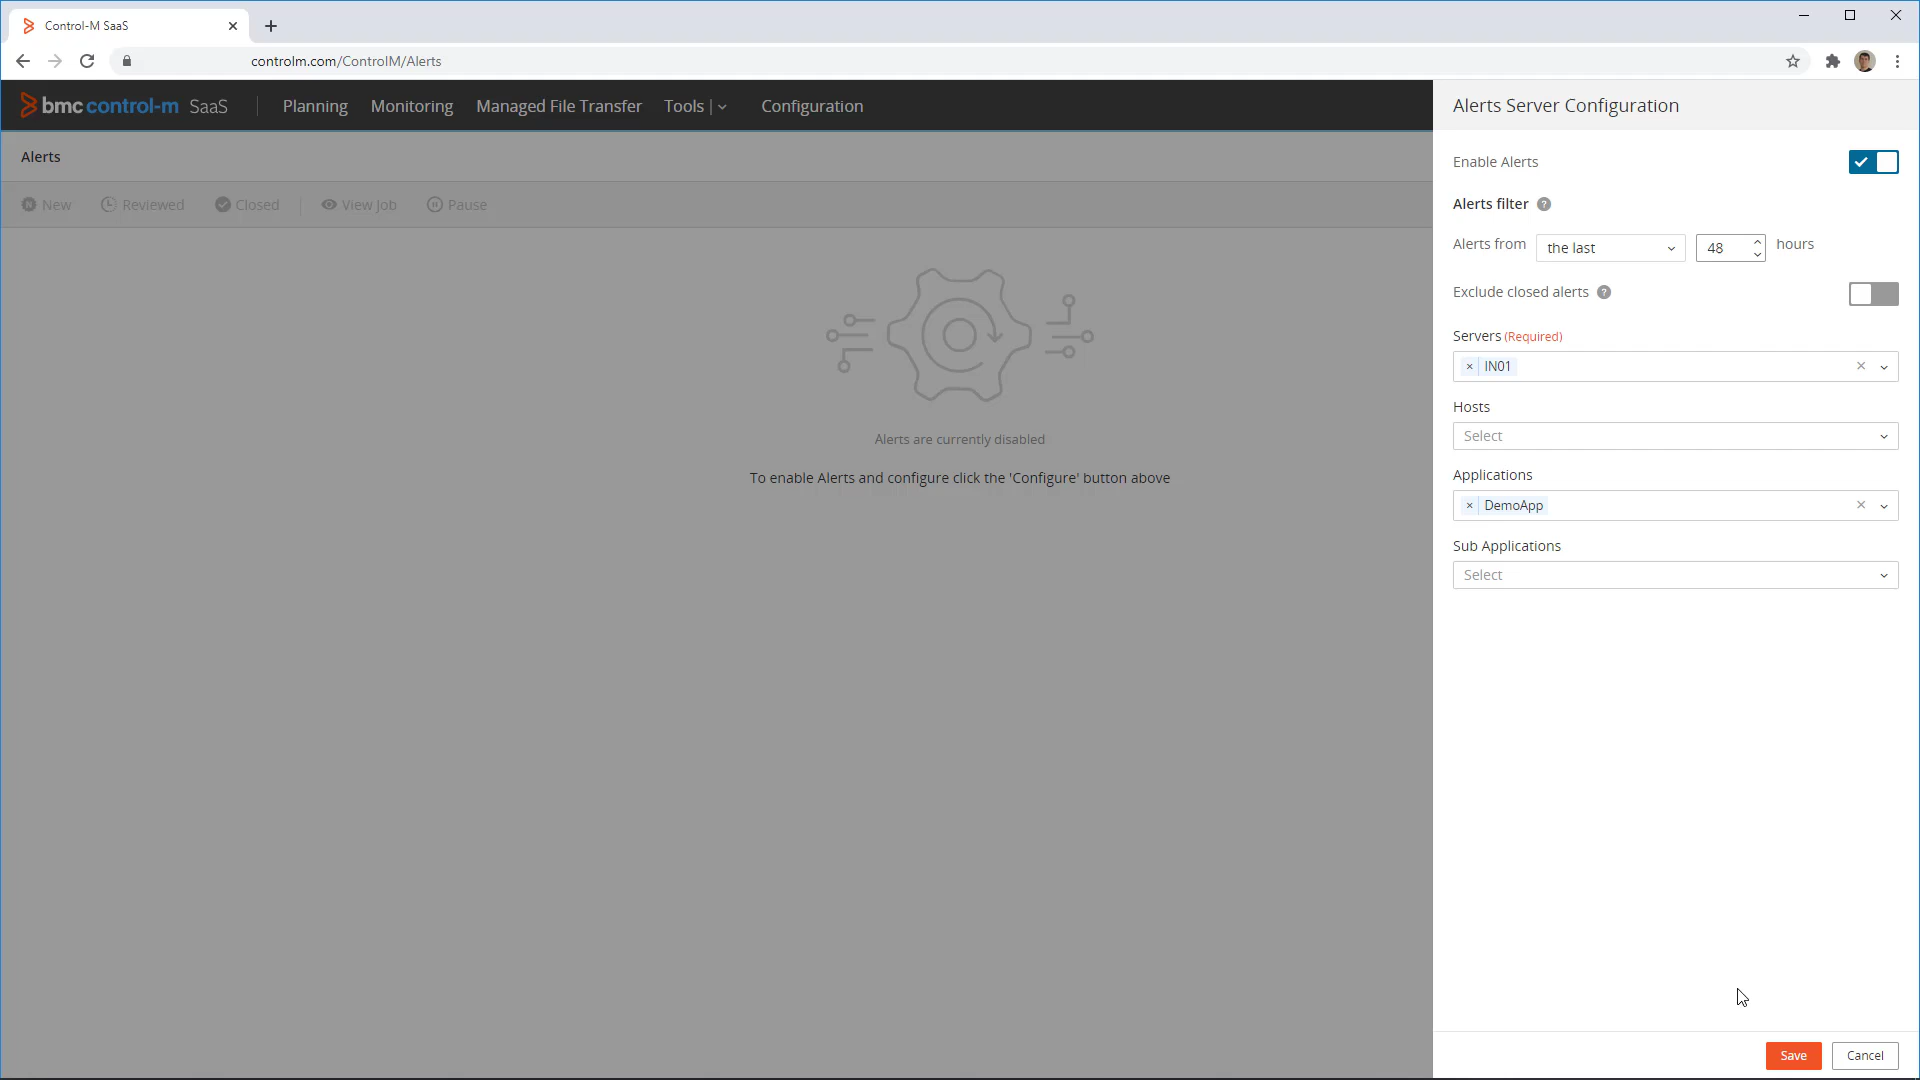 Control-M SaaS
controlm.com/ControlM/Alerts
bmc control-m SaaS
Planning
Monitoring
Managed File Transfer
Tools
Configuration
Alerts
New
Reviewed
Closed
View Job
Pause
Alerts are currently disabled
To enable Alerts and configure click the 'Configure' button above
Alerts Server Configuration
Enable Alerts
Alerts filter ?
Alerts from the last 48 hours
Exclude closed alerts ?
Servers (Required)
× IN01
Hosts
Select
Applications
× DemoApp
Sub Applications
Select
Save
Cancel